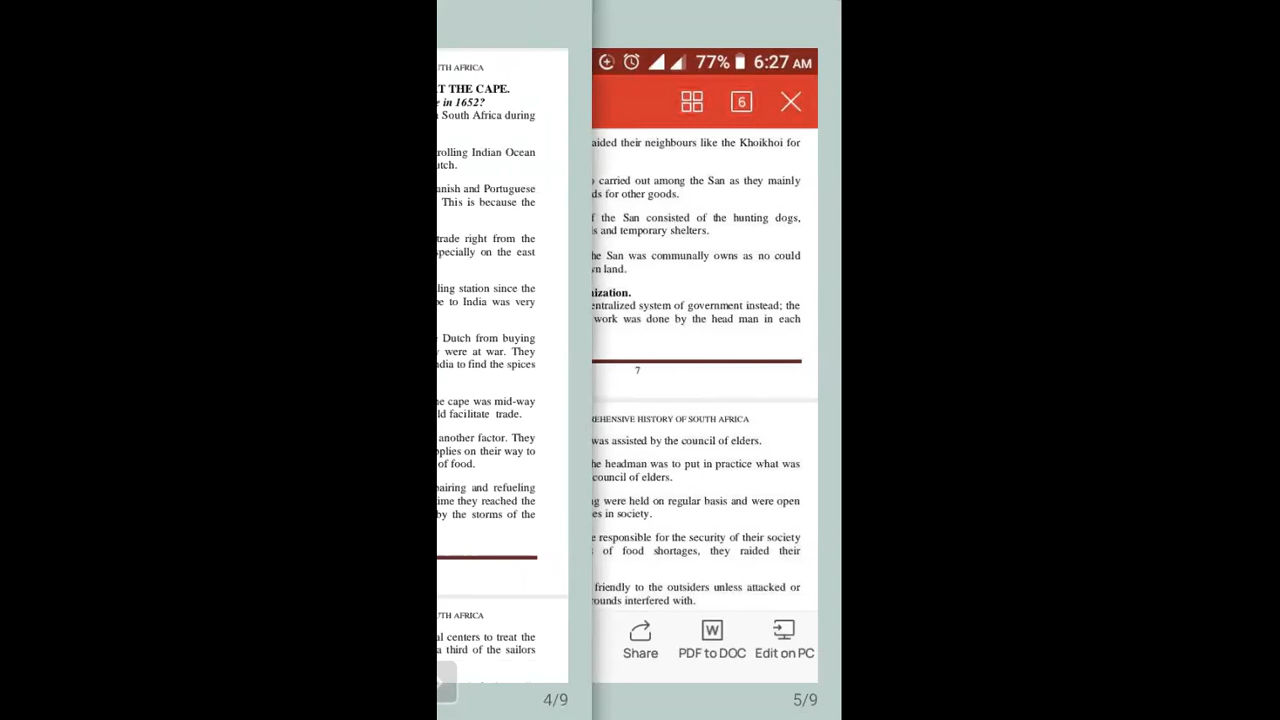 TH AFRICA
T THE CAPE.
e in 1652?
South Africa during
rolling Indian Ocean
utch.
anish and Portuguese
This is because the
trade right from the
specially on the east
ling station since the
pe to India was very
Dutch from buying
were at war. They
ndia to find the spices
he cape was mid-way
ld facilitate trade.
another factor. They
pplies on their way to
of food.
pairing and refueling
time they reached the
by the storms of the
TH AFRICA
al centers to treat the
a third of the sailors
4/9
77% 6:27 AM
6
aided their neighbours like the Khoikhoi for
carried out among the San as they mainly
ds for other goods.
f the San consisted of the hunting dogs,
s and temporary shelters.
he San was communally owns as no could
wn land.
nization.
entralized system of government instead; the
work was done by the head man in each
7
REHENSIVE HISTORY OF SOUTH AFRICA
was assisted by the council of elders.
he headman was to put in practice what was
council of elders.
ng were held on regular basis and were open
es in society.
e responsible for the security of their society
of food shortages, they raided their
friendly to the outsiders unless attacked or
rounds interfered with.
Share
PDF to DOC
Edit on PC
5/9